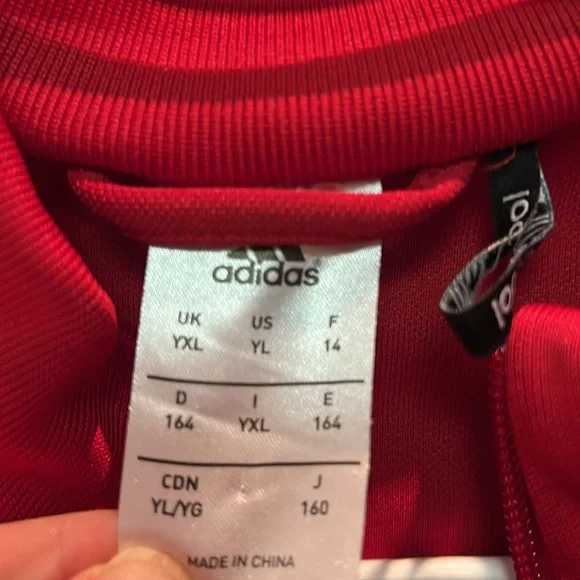 adidas®
UK US F
YXL YL 14
D I E
164 YXL 164
CDN J
YL/YG 160
MADE IN CHINA